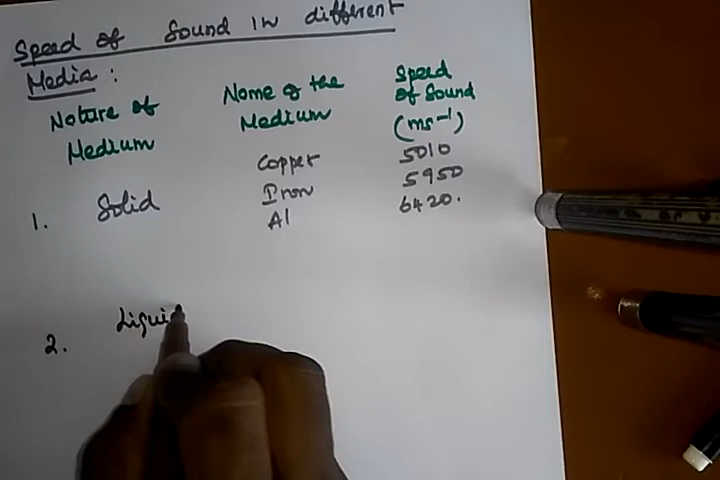 Speed of Sound in different
Media :
Nature of Medium
Name of the Medium
Speed of Sound (ms⁻¹)
1. Solid
Copper 5010
Iron 5950
Al 6420.
2. Liqui